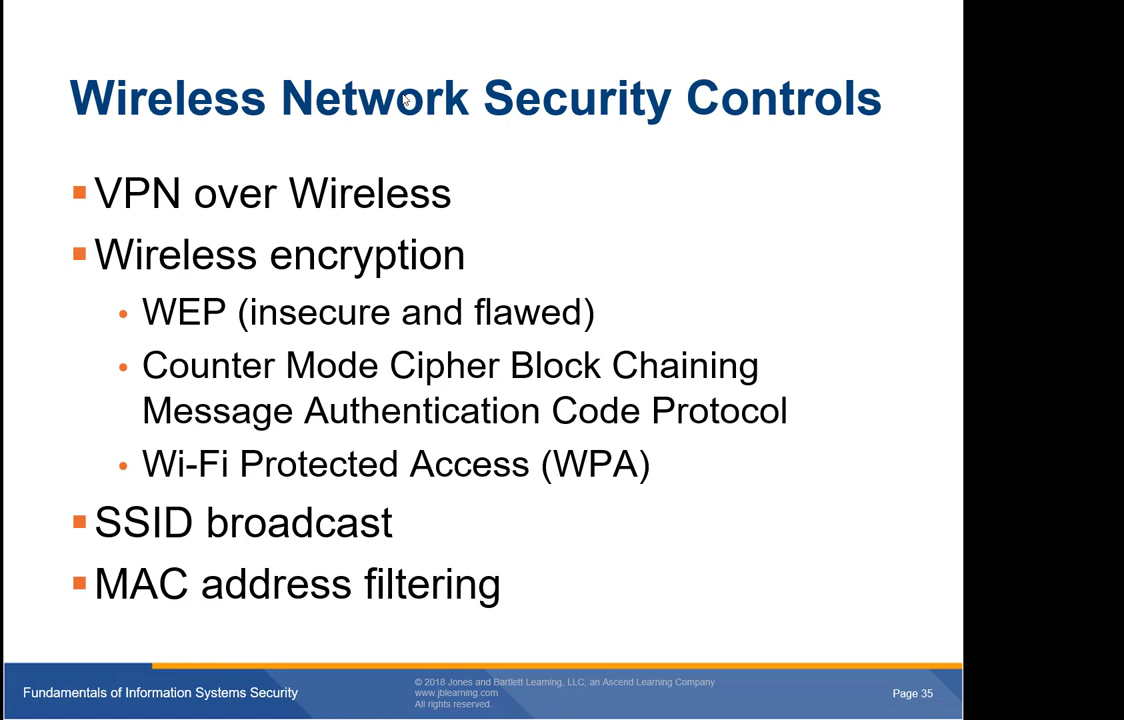 Wireless Network Security Controls
VPN over Wireless
Wireless encryption
WEP (insecure and flawed)
Counter Mode Cipher Block Chaining
Message Authentication Code Protocol
Wi-Fi Protected Access (WPA)
SSID broadcast
MAC address filtering
Fundamentals of Information Systems Security
© 2018 Jones and Bartlett Learning, LLC, an Ascend Learning Company
www.jblearning.com
All rights reserved.
Page 35